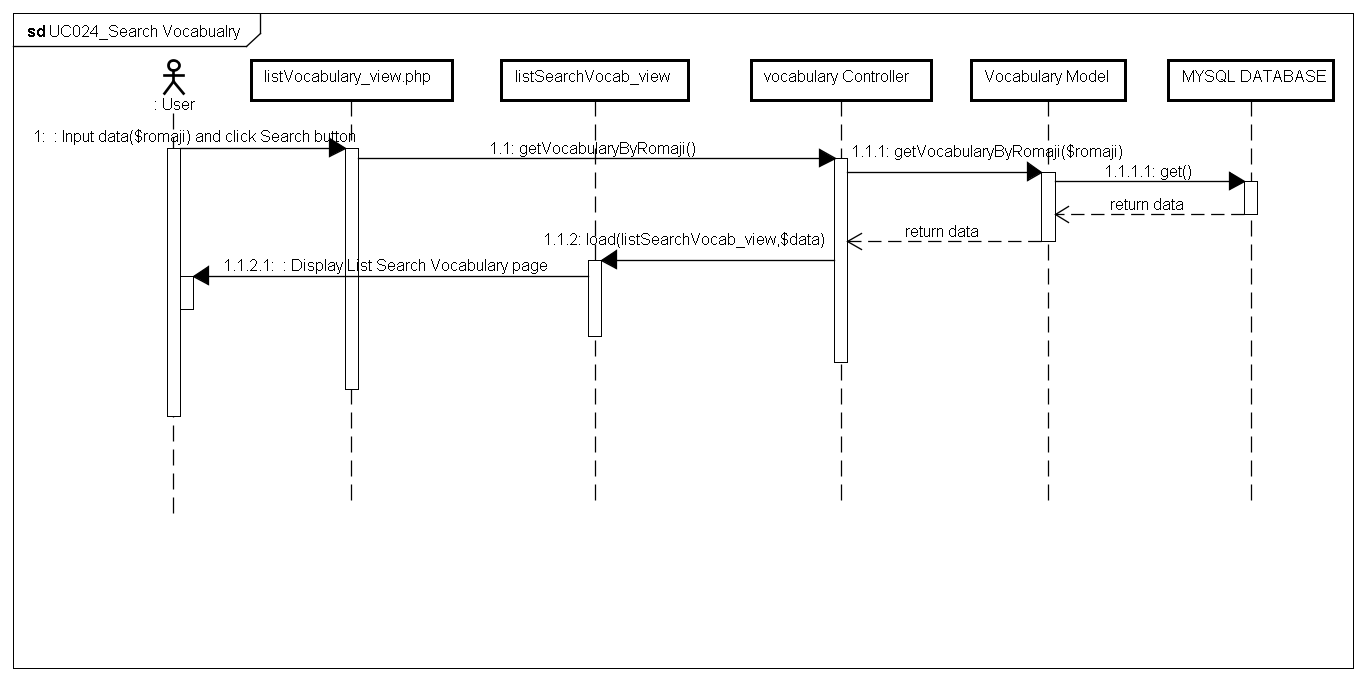 sd UC024_Search Vocabualry
: User
listVocabulary_view.php
listSearchVocab_view
vocabulary Controller
Vocabulary Model
MYSQL DATABASE
1:  : Input data($romaji) and click Search button
1.1: getVocabularyByRomaji()
1.1.1: getVocabularyByRomaji($romaji)
1.1.1.1: get()
return data
return data
1.1.2: load(listSearchVocab_view,$data)
1.1.2.1:  : Display List Search Vocabulary page